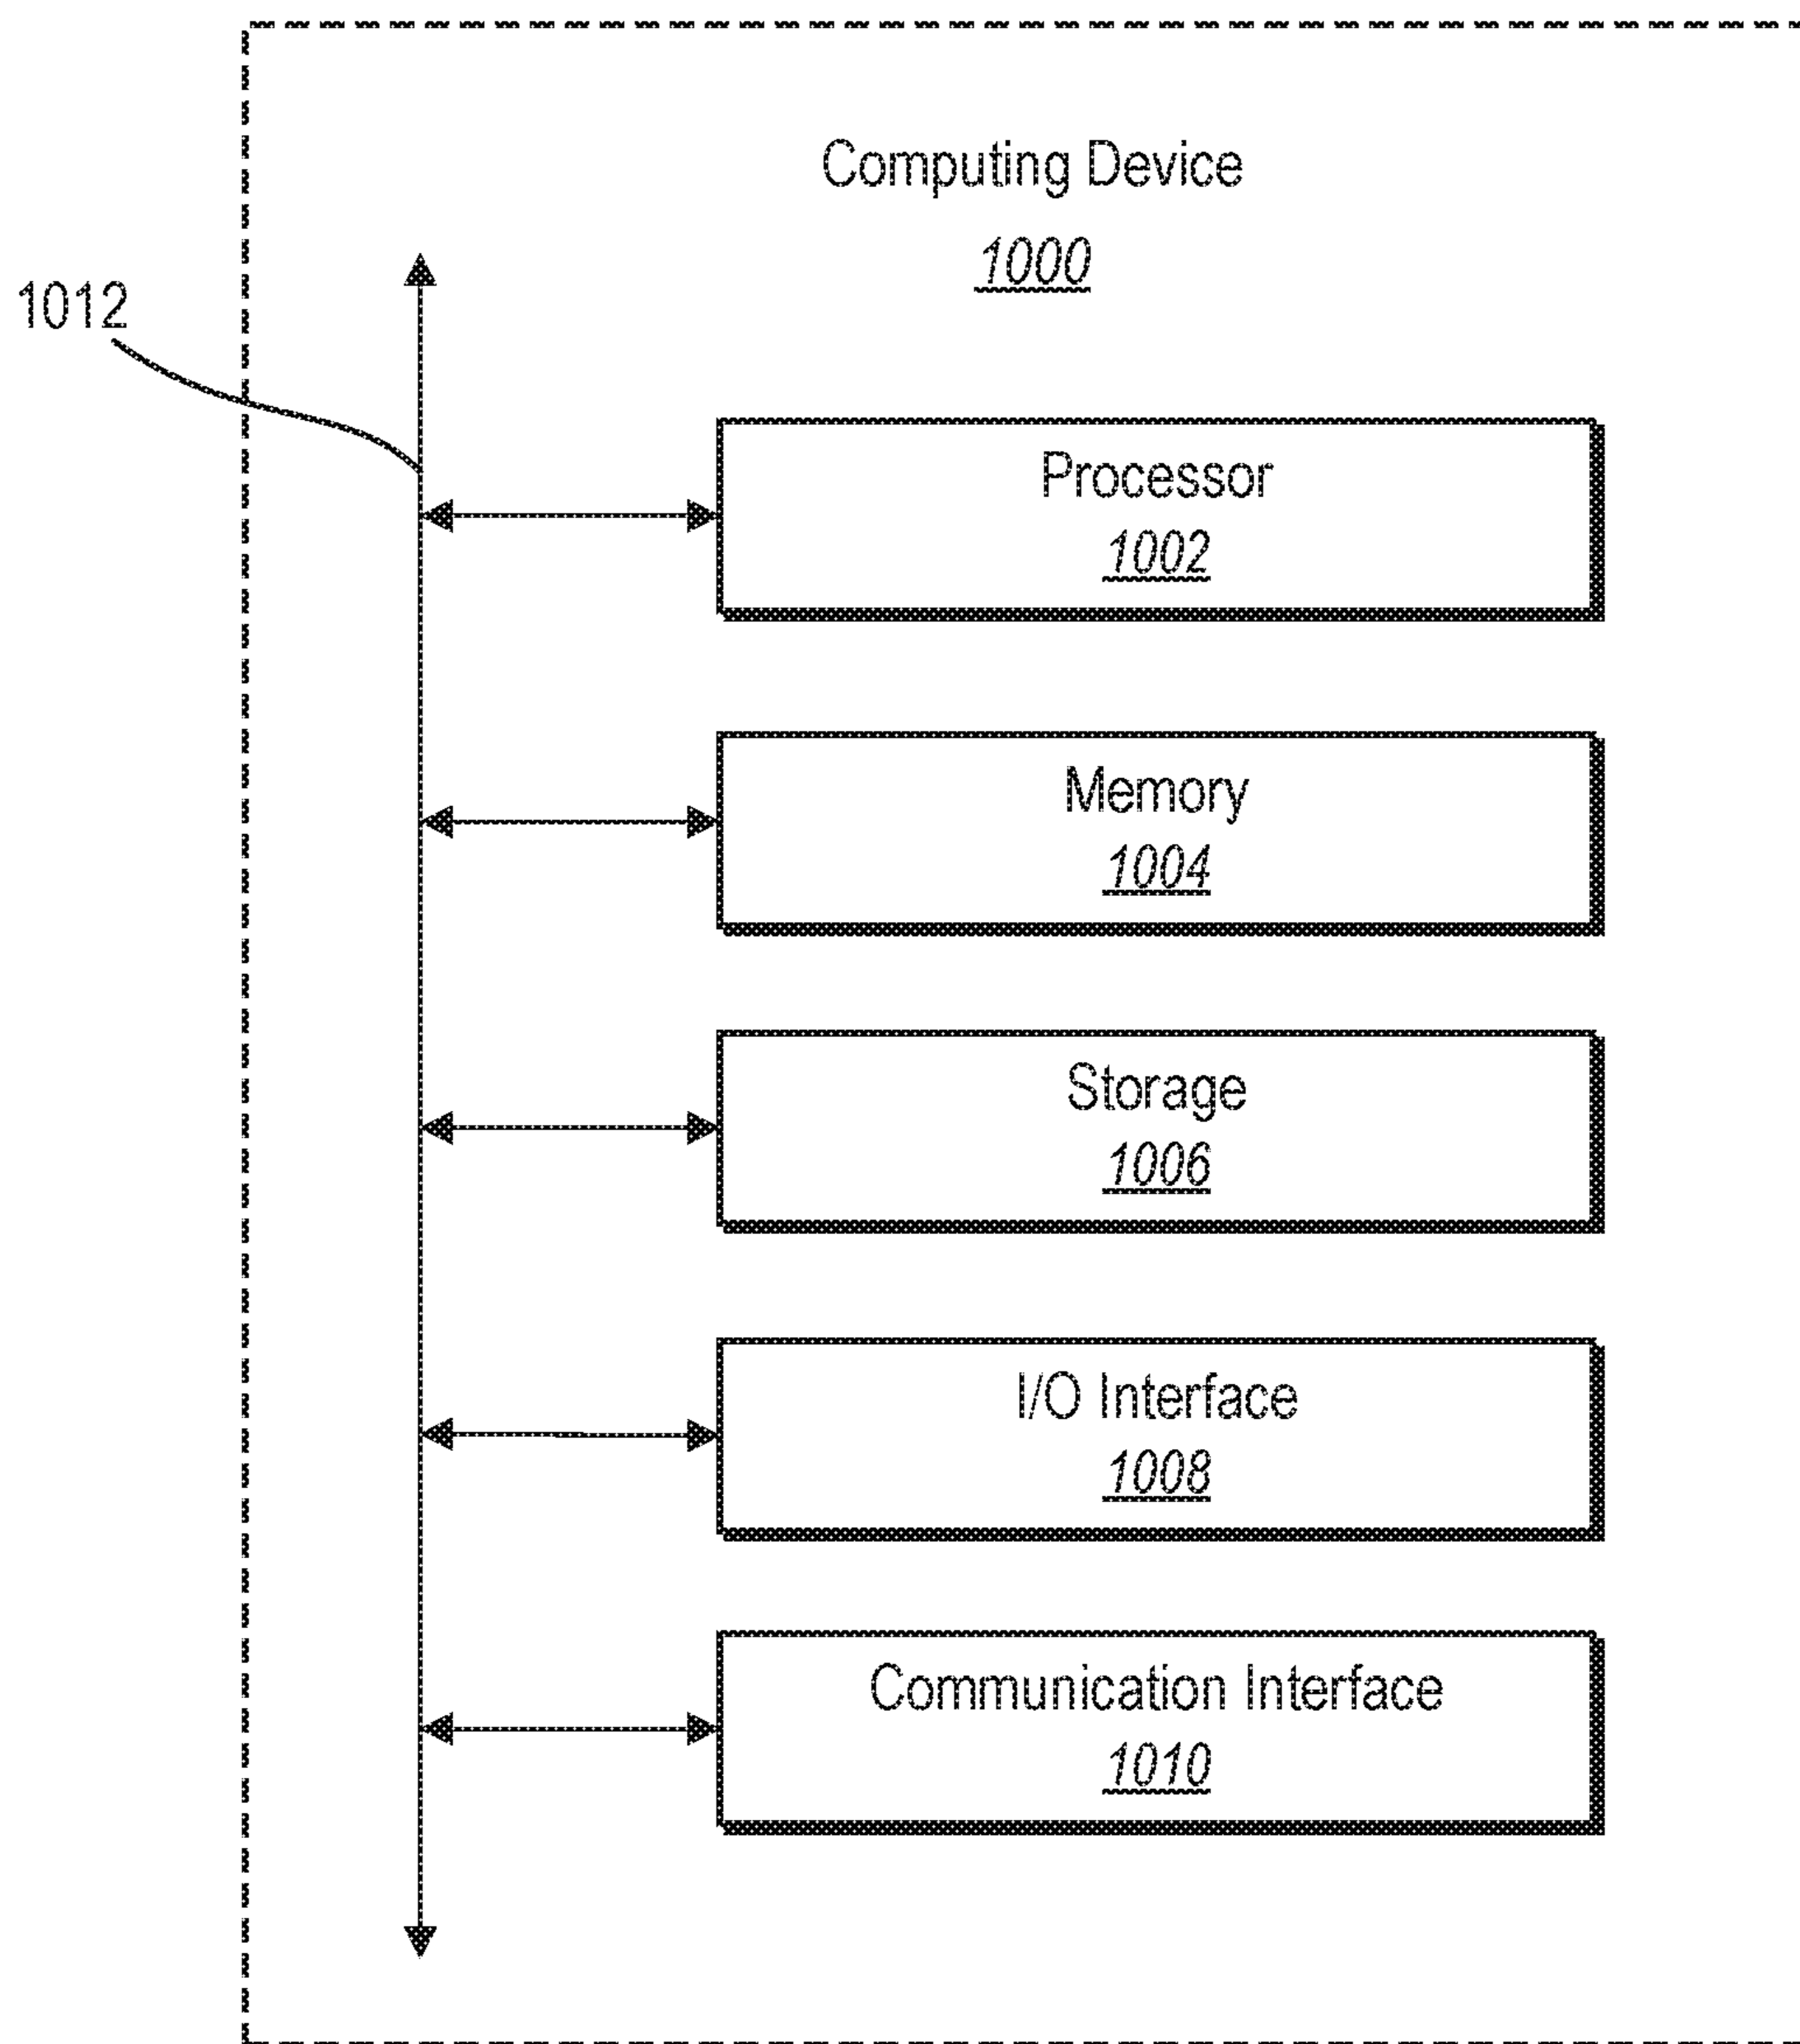 Computing Device
1000
1012
Processor
1002
Memory
1004
Storage
1006
I/O Interface
1008
Communication Interface
1010